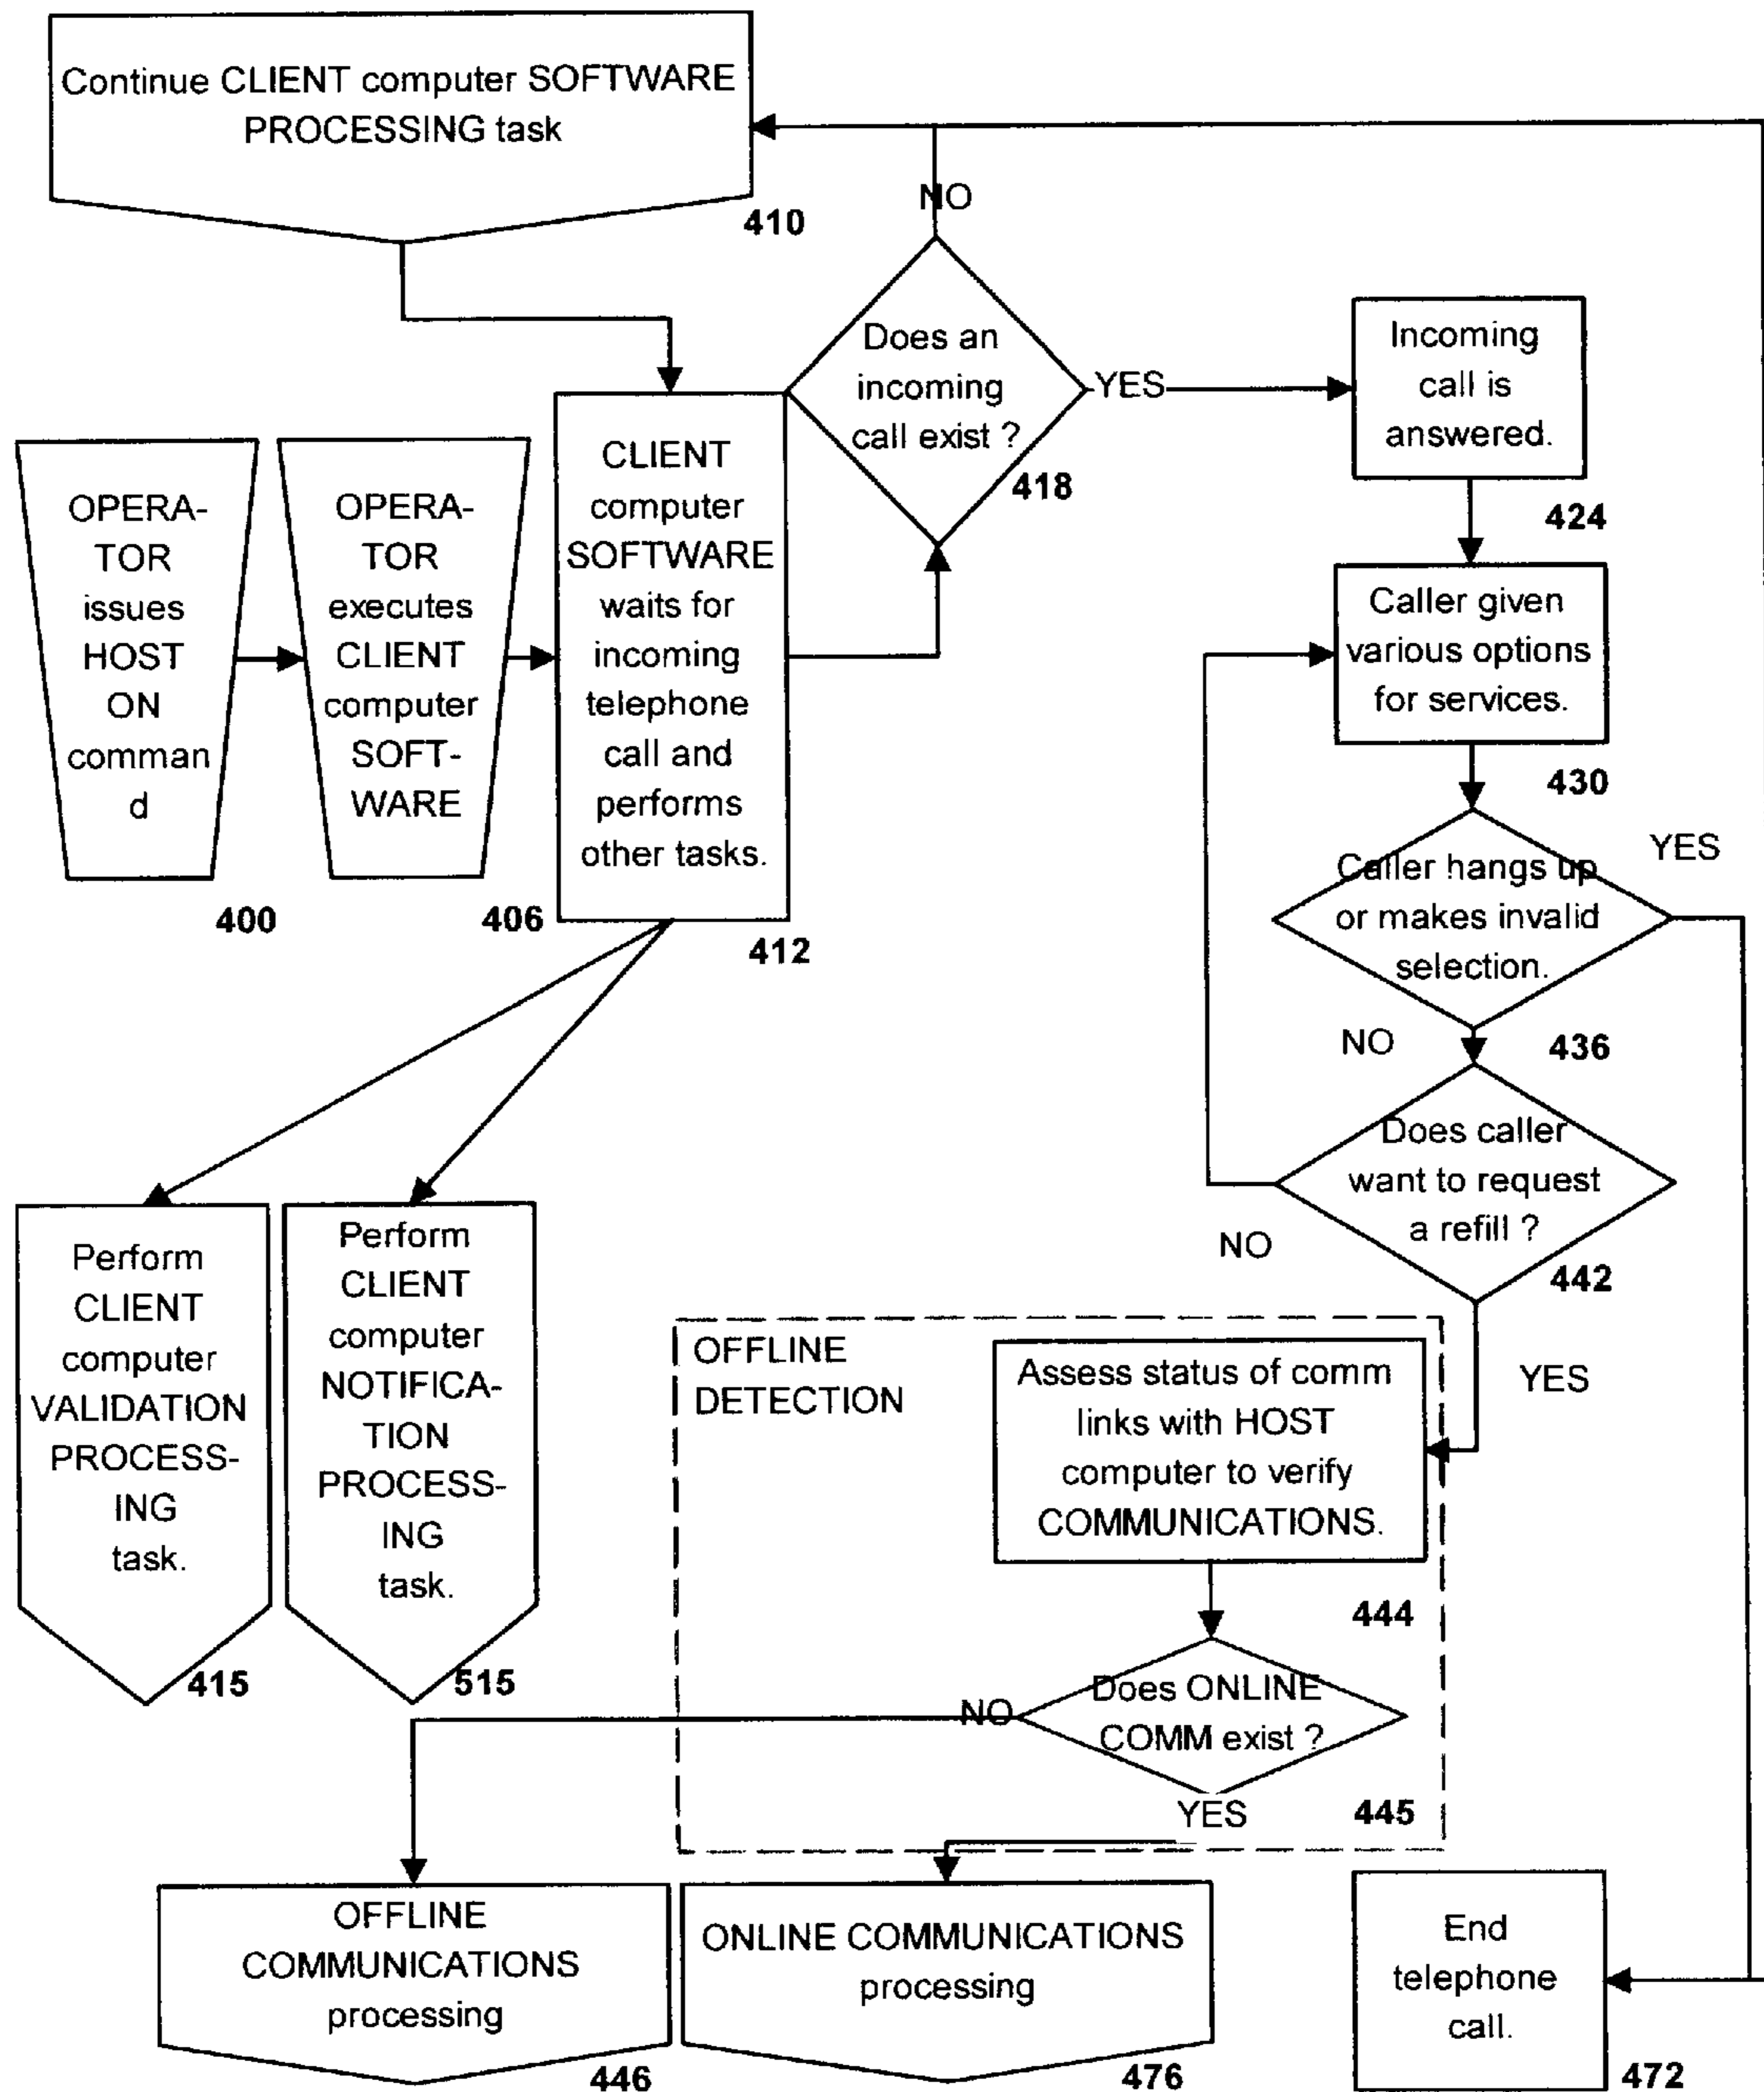 Continue CLIENT computer SOFTWARE
PROCESSING task
410
NO
Does an
incoming
call exist ?
418
YES
Incoming
call is
answered.
424
OPERA-
TOR
issues
HOST
ON
comman
d
400
OPERA-
TOR
executes
CLIENT
computer
SOFT-
WARE
406
CLIENT
computer
SOFTWARE
waits for
incoming
telephone
call and
performs
other tasks.
412
Caller given
various options
for services.
430
YES
Caller hangs up
or makes invalid
selection.
436
NO
Does caller
want to request
a refill ?
442
NO
YES
Perform
CLIENT
computer
VALIDATION
PROCESS-
ING
task.
415
Perform
CLIENT
computer
NOTIFICA-
TION
PROCESS-
ING
task.
515
OFFLINE
DETECTION
Assess status of comm
links with HOST
computer to verify
COMMUNICATIONS.
444
Does ONLINE
COMM exist ?
NO
YES
445
OFFLINE
COMMUNICATIONS
processing
446
ONLINE COMMUNICATIONS
processing
476
End
telephone
call.
472